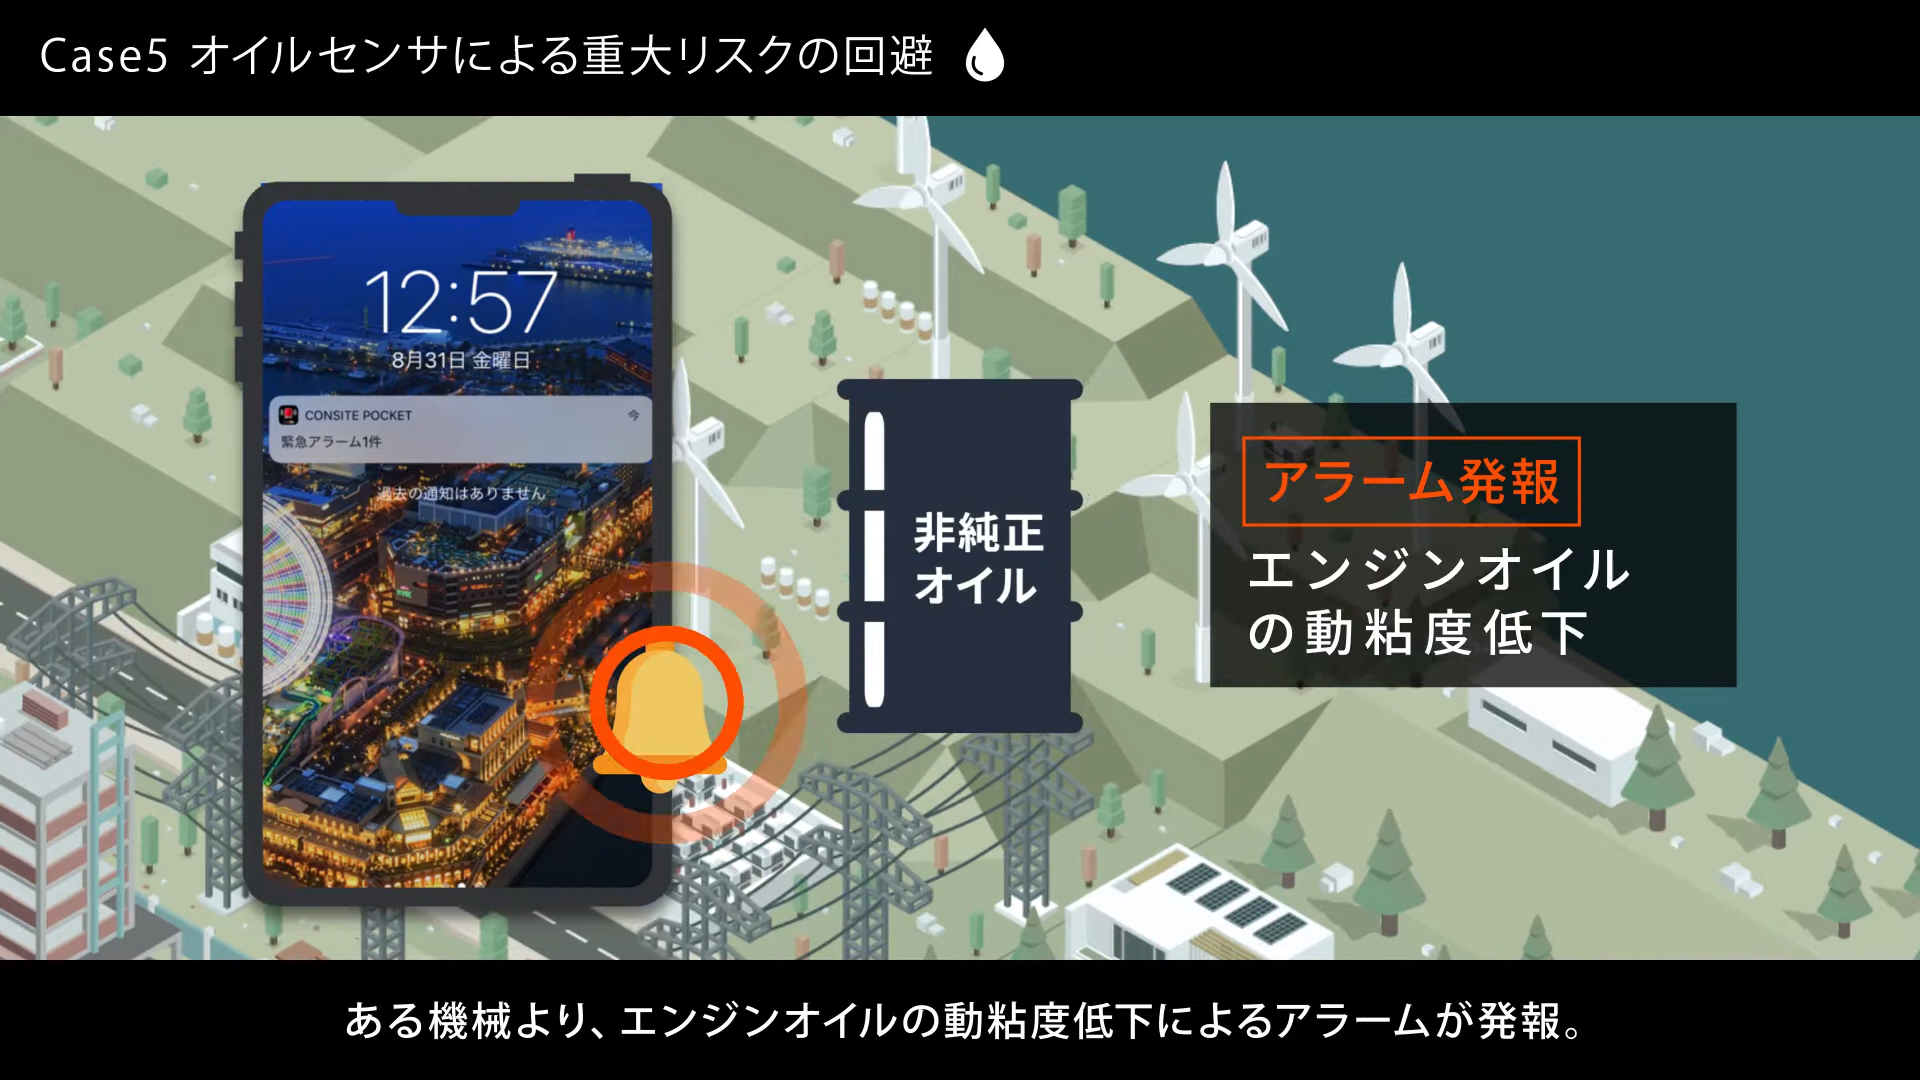 Case5 オイルセンサによる重大リスクの回避
12:57
8月31日 金曜日
CONSITE POCKET
今
緊急アラーム1件
過去の通知はありません
非純正
オイル
アラーム発報
エンジンオイル
の動粘度低下
ある機械より、エンジンオイルの動粘度低下によるアラームが発報。